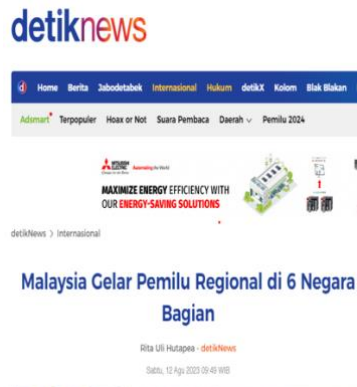 detiknews
Home Berita Jabodetabek Internasional Hukum detikX Kolom Blak Blakan
Adsmart Terpopuler Hoax or Not Suara Pembaca Daerah Pemilu 2024
MITSUBISHI ELECTRIC
MAXIMIZE ENERGY EFFICIENCY WITH
OUR ENERGY-SAVING SOLUTIONS
detikNews > Internasional
Malaysia Gelar Pemilu Regional di 6 Negara
Bagian
Rita Uli Hutapea - detikNews
Sabtu, 12 Agu 2023 09:49 WIB